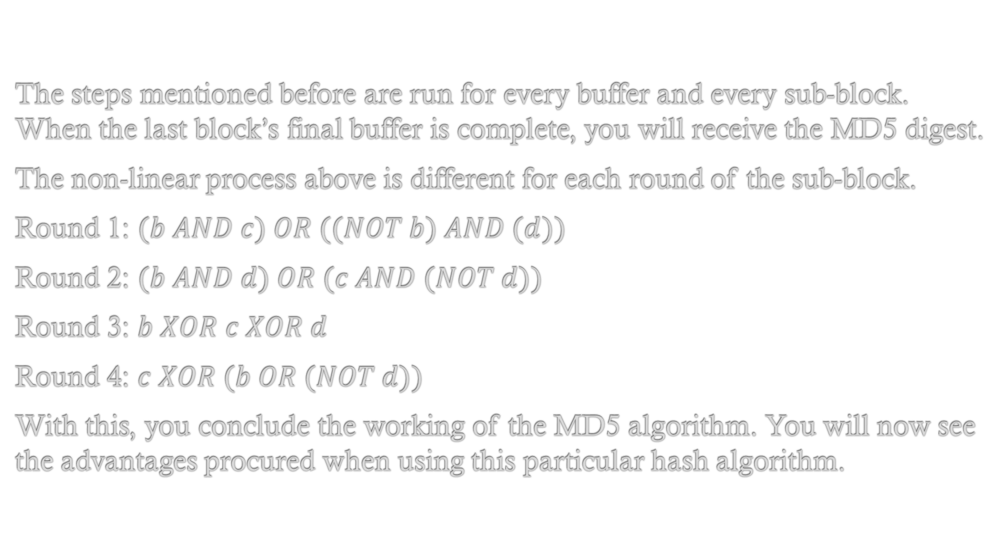 The steps mentioned before are run for every buffer and every sub-block.
When the last block’s final buffer is complete, you will receive the MD5 digest.
The non-linear process above is different for each round of the sub-block.
Round 1: (b AND c) OR ((NOT b) AND (d))
Round 2: (b AND d) OR (c AND (NOT d))
Round 3: b XOR c XOR d
Round 4: c XOR (b OR (NOT d))
With this, you conclude the working of the MD5 algorithm. You will now see
the advantages procured when using this particular hash algorithm.